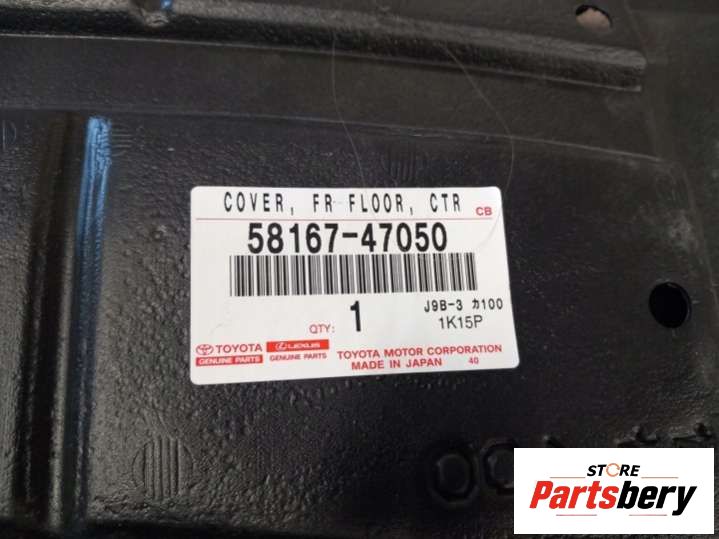 COVER, FR FLOOR, CTR
CB
58167-47050
QTY: 1
J9B-3 カ100
1K15P
TOYOTA GENUINE PARTS
LEXUS GENUINE PARTS
TOYOTA MOTOR CORPORATION
MADE IN JAPAN 40
STORE
Partsbery